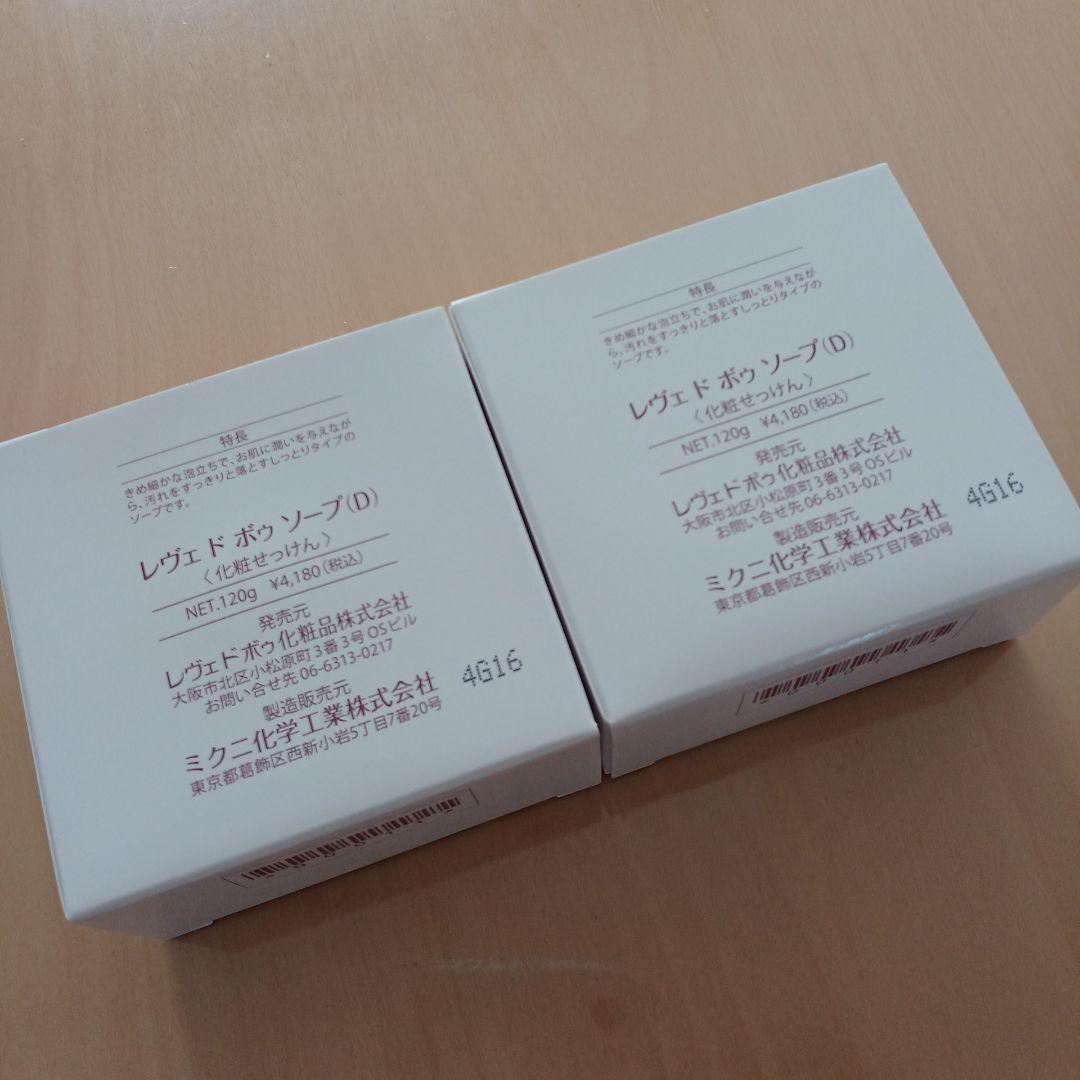 特長
きめ細かな泡立ちで、お肌に潤いを与えなが
ら、汚れをすっきりと落とすしっとりタイプの
ソープです。
レヴェ ド ボゥ ソープ(D)
〈化粧せっけん〉
NET.120g ¥4,180(税込)
発売元
レヴェドボゥ化粧品株式会社
大阪市北区小松原町3番3号OSビル
お問い合せ先 06-6313-0217
製造販売元
ミクニ化学工業株式会社
東京都葛飾区西新小岩5丁目7番20号
4G16
特長
きめ細かな泡立ちで、お肌に潤いを与えなが
ら、汚れをすっきりと落とすしっとりタイプの
ソープです。
レヴェ ド ボゥ ソープ(D)
〈化粧せっけん〉
NET.120g ¥4,180(税込)
発売元
レヴェドボゥ化粧品株式会社
大阪市北区小松原町3番3号OSビル
お問い合せ先 06-6313-0217
製造販売元
ミクニ化学工業株式会社
東京都葛飾区西新小岩5丁目7番20号
4G16